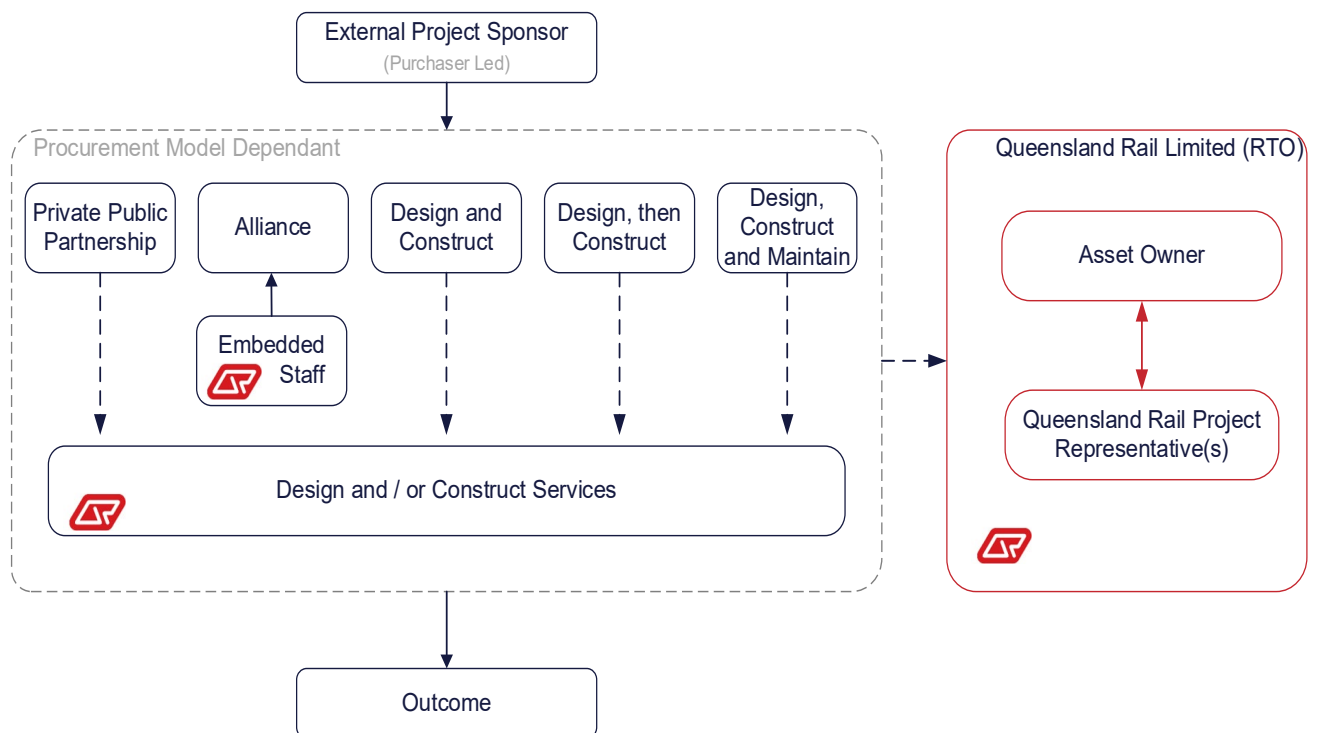 External Project Sponsor
(Purchaser Led)
Procurement Model Dependant
Private Public
Partnership
Alliance
Design and
Construct
Design, then
Construct
Design,
Construct
and Maintain
Embedded
Staff
Design and / or Construct Services
Outcome
Queensland Rail Limited (RTO)
Asset Owner
Queensland Rail Project
Representative(s)